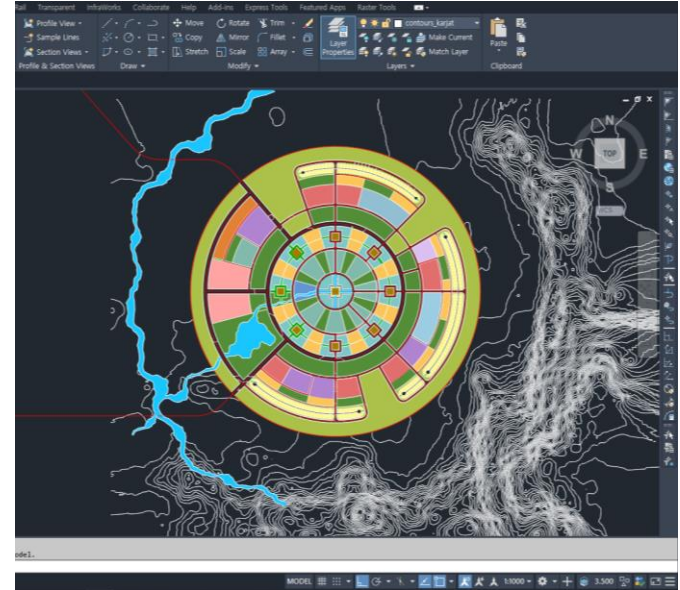 Rail Transparent InfraWorks Collaborate Help Add-ins Express Tools Featured Apps Raster Tools
Profile View Move Rotate Trim contours_karjat
Sample Lines Copy Mirror Fillet Make Current
Section Views Stretch Scale Array Layer Properties Match Layer Paste
Profile & Section Views Draw Modify Layers Clipboard
N
W TOP E
S
WCS
odel.
MODEL 1:1000 3.500